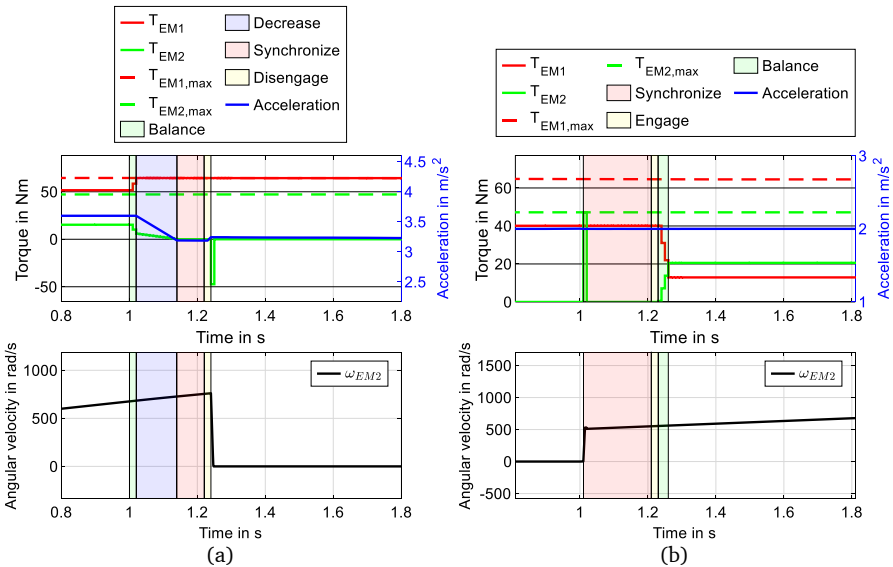 T_EM1 Decrease
T_EM2 Synchronize
T_EM1,max Disengage
T_EM2,max Acceleration
Balance
T_EM1 T_EM2,max Balance
T_EM2 Synchronize Acceleration
T_EM1,max Engage
Torque in Nm
50
0
-50
4.5
4
3.5
3
2.5
Acceleration in m/s²
0.8 1 1.2 1.4 1.6 1.8
Time in s
Torque in Nm
60
40
20
0
3
2
1
Acceleration in m/s²
1 1.2 1.4 1.6 1.8
Time in s
Angular velocity in rad/s
1000
500
0
ω_EM2
0.8 1 1.2 1.4 1.6 1.8
Time in s
(a)
Angular velocity in rad/s
1500
1000
500
0
-500
ω_EM2
1 1.2 1.4 1.6 1.8
Time in s
(b)